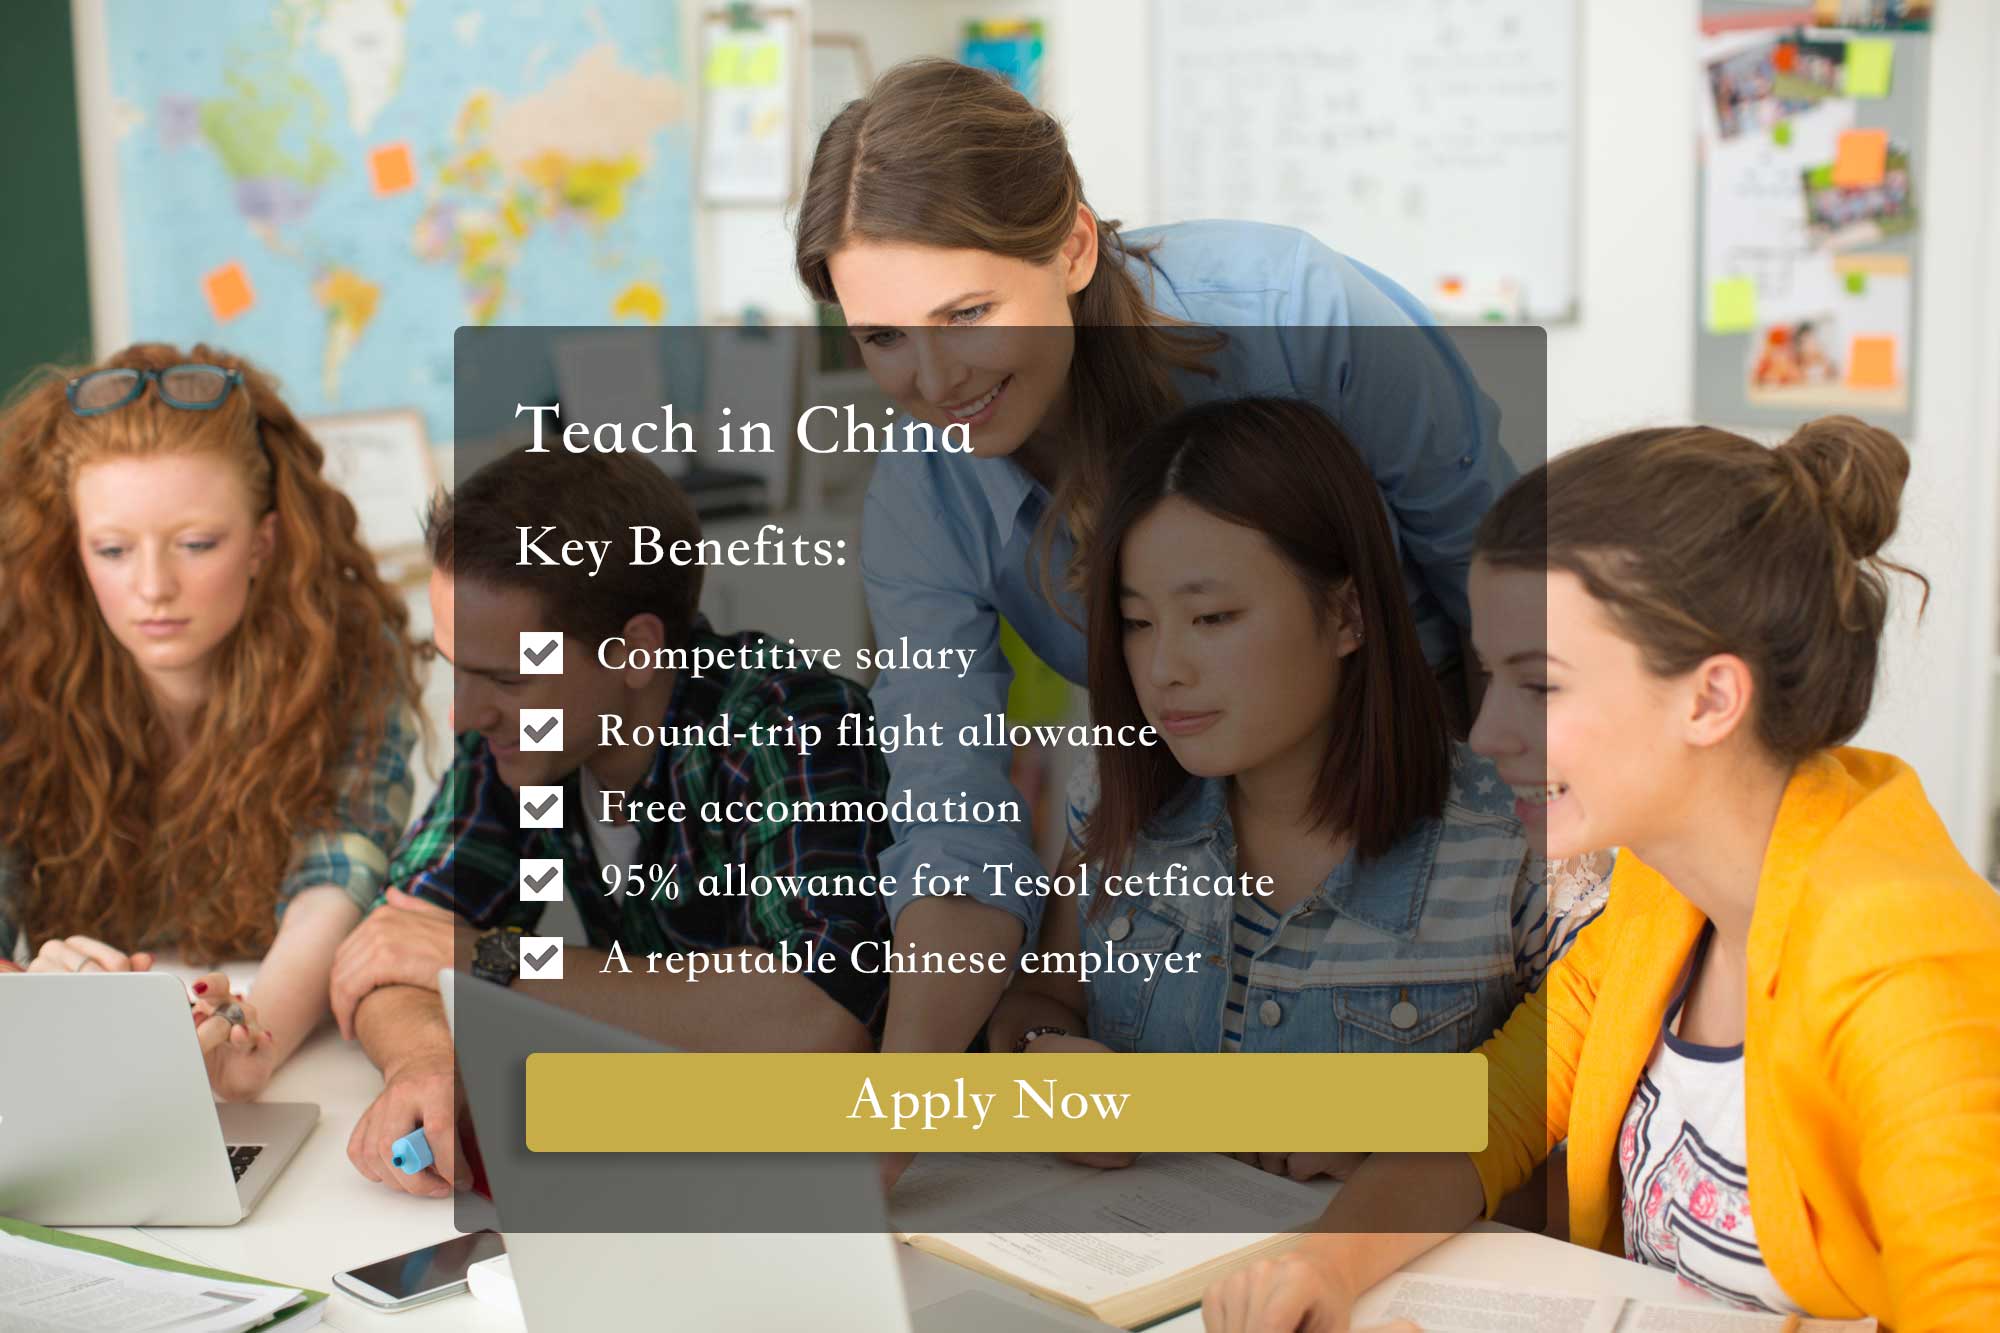 Teach in China
Key Benefits:
Competitive salary
Round-trip flight allowance
Free accommodation
95% allowance for Tesol cetficate
A reputable Chinese employer
Apply Now